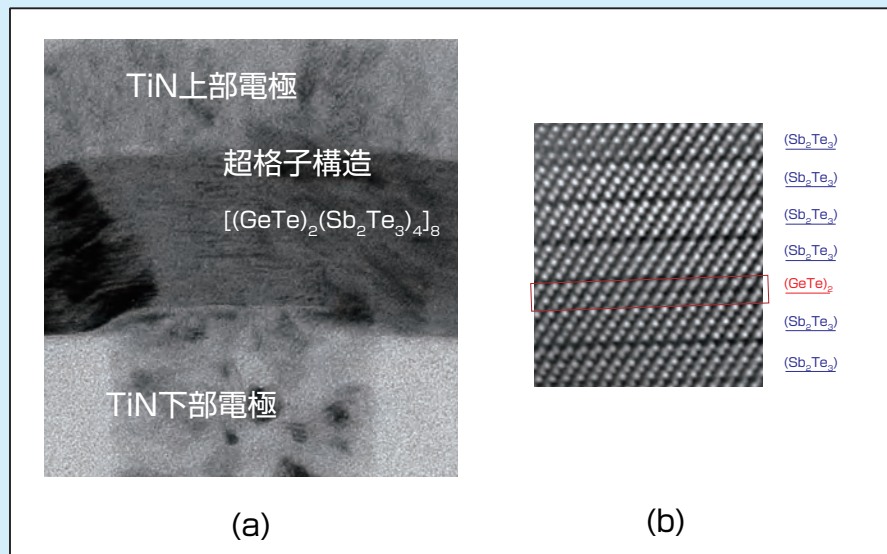 TiN上部電極
超格子構造
[(GeTe)₂(Sb₂Te₃)₄]₈
TiN下部電極
(a)
(Sb₂Te₃)
(Sb₂Te₃)
(Sb₂Te₃)
(Sb₂Te₃)
(GeTe)₂
(Sb₂Te₃)
(Sb₂Te₃)
(b)